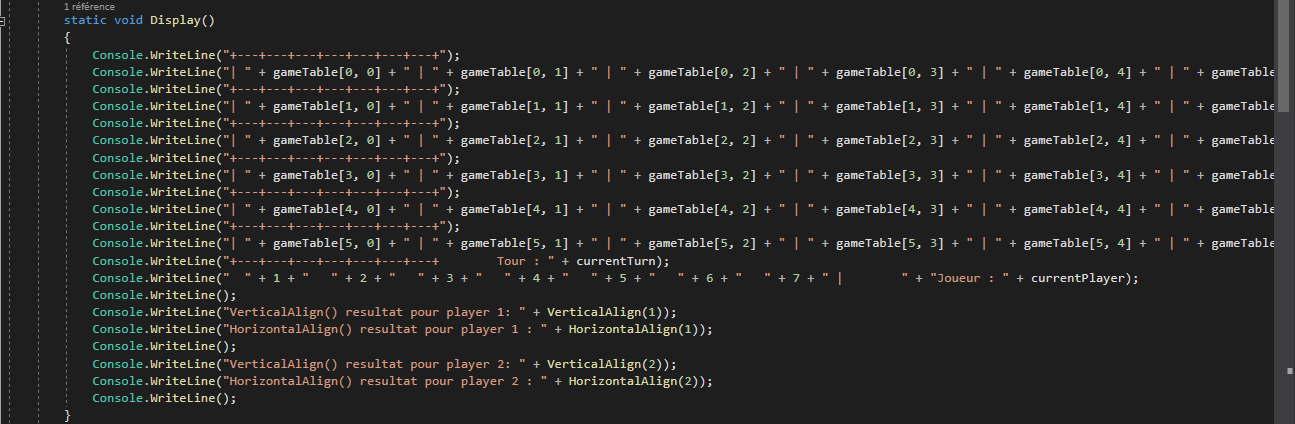 1 référence
static void Display()
{
Console.WriteLine("+---+---+---+---+---+---+---+");
Console.WriteLine("| " + gameTable[0, 0] + " | " + gameTable[0, 1] + " | " + gameTable[0, 2] + " | " + gameTable[0, 3] + " | " + gameTable[0, 4] + " | " + gameTable
Console.WriteLine("+---+---+---+---+---+---+---+");
Console.WriteLine("| " + gameTable[1, 0] + " | " + gameTable[1, 1] + " | " + gameTable[1, 2] + " | " + gameTable[1, 3] + " | " + gameTable[1, 4] + " | " + gameTable
Console.WriteLine("+---+---+---+---+---+---+---+");
Console.WriteLine("| " + gameTable[2, 0] + " | " + gameTable[2, 1] + " | " + gameTable[2, 2] + " | " + gameTable[2, 3] + " | " + gameTable[2, 4] + " | " + gameTable
Console.WriteLine("+---+---+---+---+---+---+---+");
Console.WriteLine("| " + gameTable[3, 0] + " | " + gameTable[3, 1] + " | " + gameTable[3, 2] + " | " + gameTable[3, 3] + " | " + gameTable[3, 4] + " | " + gameTable
Console.WriteLine("+---+---+---+---+---+---+---+");
Console.WriteLine("| " + gameTable[4, 0] + " | " + gameTable[4, 1] + " | " + gameTable[4, 2] + " | " + gameTable[4, 3] + " | " + gameTable[4, 4] + " | " + gameTable
Console.WriteLine("+---+---+---+---+---+---+---+");
Console.WriteLine("| " + gameTable[5, 0] + " | " + gameTable[5, 1] + " | " + gameTable[5, 2] + " | " + gameTable[5, 3] + " | " + gameTable[5, 4] + " | " + gameTable
Console.WriteLine("+---+---+---+---+---+---+---+        Tour : " + currentTurn);
Console.WriteLine("  " + 1 + "   " + 2 + "   " + 3 + "   " + 4 + "   " + 5 + "   " + 6 + "   " + 7 + " |        " + "Joueur : " + currentPlayer);
Console.WriteLine();
Console.WriteLine("VerticalAlign() resultat pour player 1: " + VerticalAlign(1));
Console.WriteLine("HorizontalAlign() resultat pour player 1 : " + HorizontalAlign(1));
Console.WriteLine();
Console.WriteLine("VerticalAlign() resultat pour player 2: " + VerticalAlign(2));
Console.WriteLine("HorizontalAlign() resultat pour player 2 : " + HorizontalAlign(2));
Console.WriteLine();
}